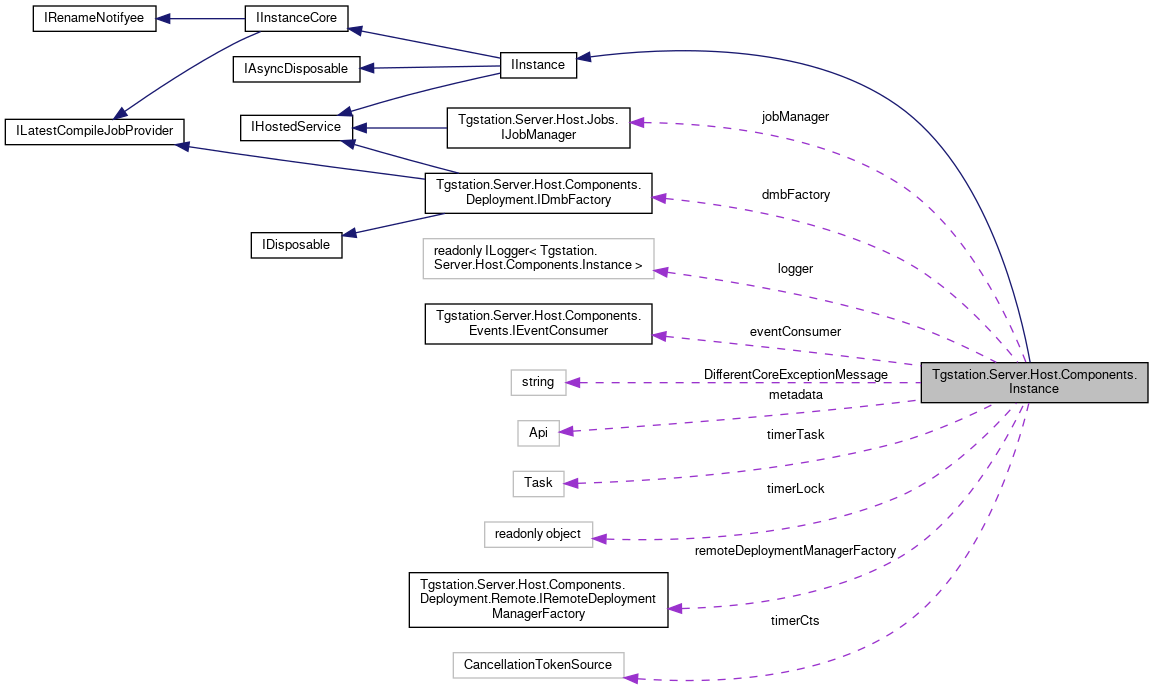 IRenameNotifyee
IInstanceCore
IAsyncDisposable
IInstance
ILatestCompileJobProvider
IHostedService
Tgstation.Server.Host.Jobs.
IJobManager
jobManager
Tgstation.Server.Host.Components.
Deployment.IDmbFactory
dmbFactory
IDisposable
readonly ILogger< Tgstation.
Server.Host.Components.Instance >
logger
Tgstation.Server.Host.Components.
Events.IEventConsumer
eventConsumer
string
DifferentCoreExceptionMessage
Tgstation.Server.Host.Components.
Instance
metadata
Api
timerTask
Task
timerLock
readonly object
remoteDeploymentManagerFactory
Tgstation.Server.Host.Components.
Deployment.Remote.IRemoteDeployment
ManagerFactory
timerCts
CancellationTokenSource